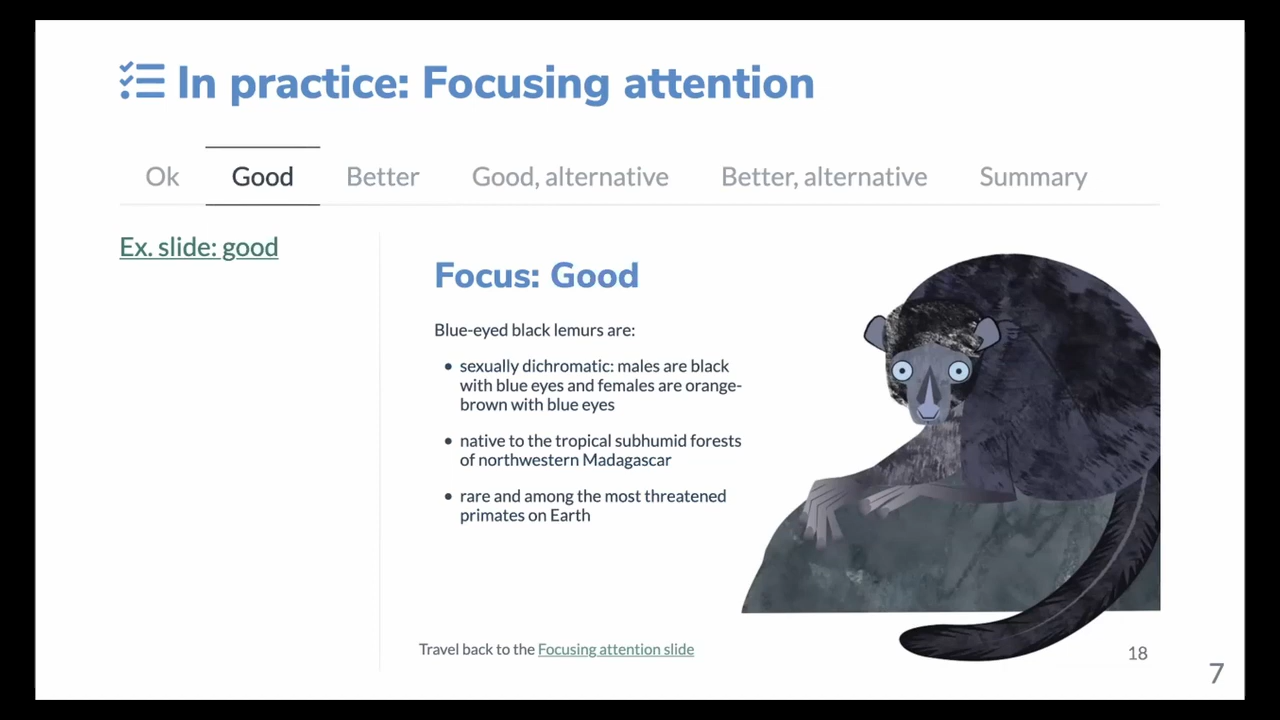 In practice: Focusing attention
Ok
Good
Better
Good, alternative
Better, alternative
Summary
Ex. slide: good
Focus: Good
Blue-eyed black lemurs are:
• sexually dichromatic: males are black
with blue eyes and females are orange-
brown with blue eyes
• native to the tropical subhumid forests
of northwestern Madagascar
• rare and among the most threatened
primates on Earth
Travel back to the Focusing attention slide
18
7